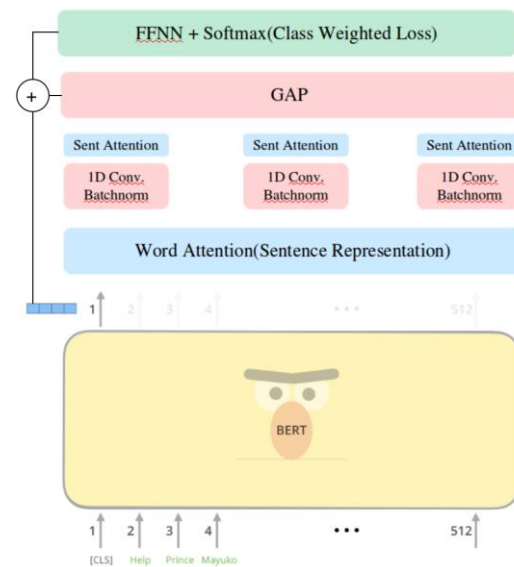 FFNN + Softmax(Class Weighted Loss)
+
GAP
Sent Attention Sent Attention Sent Attention
1D Conv. 1D Conv. 1D Conv.
Batchnorm Batchnorm Batchnorm
Word Attention(Sentence Representation)
1 2 3 4 ••• 512
BERT
1 2 3 4 ••• 512
[CLS] Help Prince Mayuko